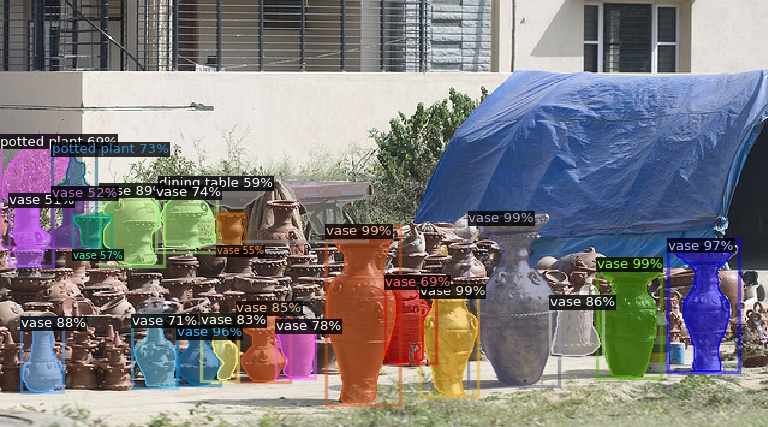 potted plant 69%
potted plant 73%
dining table 59%
vase 52%
se 89%
vase 74%
vase 51%
vase 99%
vase 99%
vase 97%
vase 57%
vase 55%
vase 99%
vase 69%
vase 99%
vase 86%
vase 85%
vase 88%
vase 71%
vase 83%
vase 78%
vase 96%